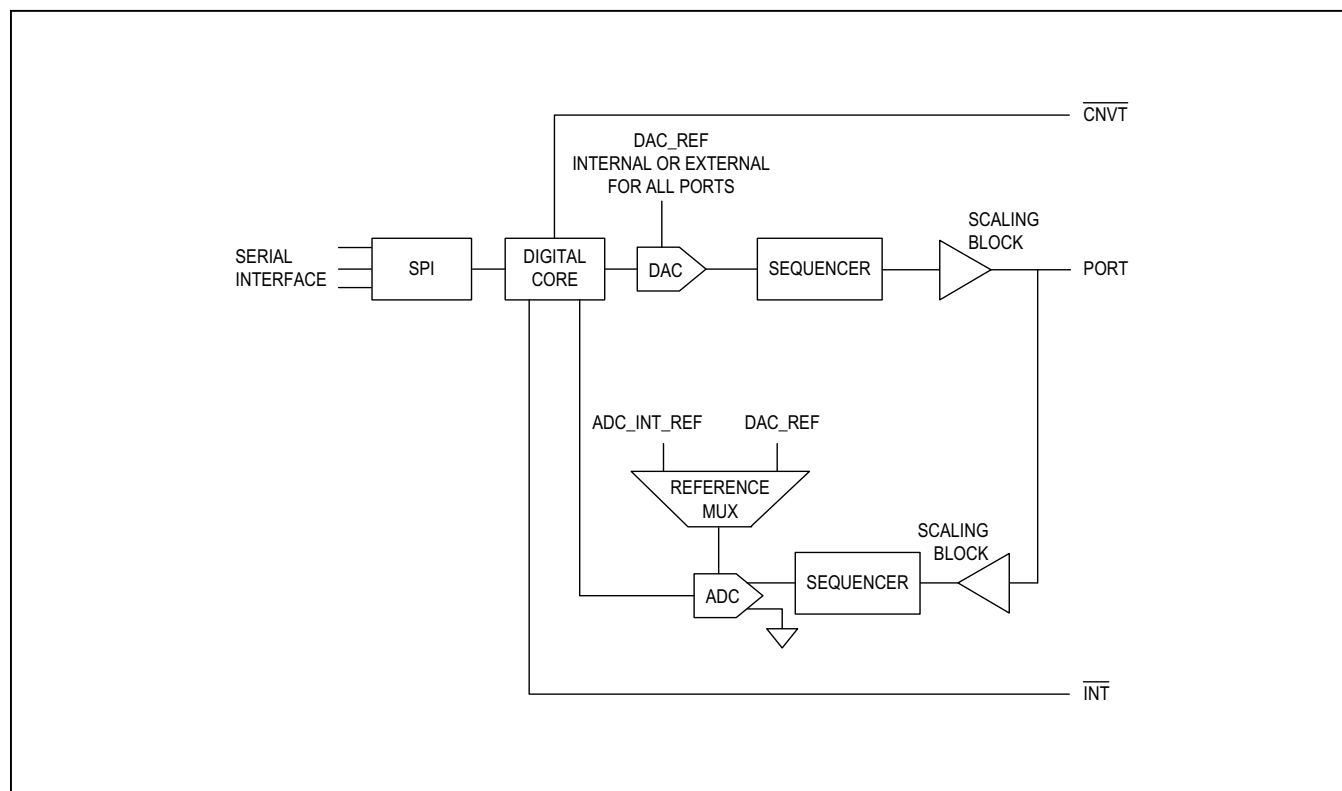 CNVT
DAC_REF
INTERNAL OR EXTERNAL
FOR ALL PORTS
SCALING
BLOCK
SERIAL
INTERFACE
SPI
DIGITAL
CORE
DAC
SEQUENCER
PORT
ADC_INT_REF
DAC_REF
REFERENCE
MUX
SCALING
BLOCK
ADC
SEQUENCER
INT